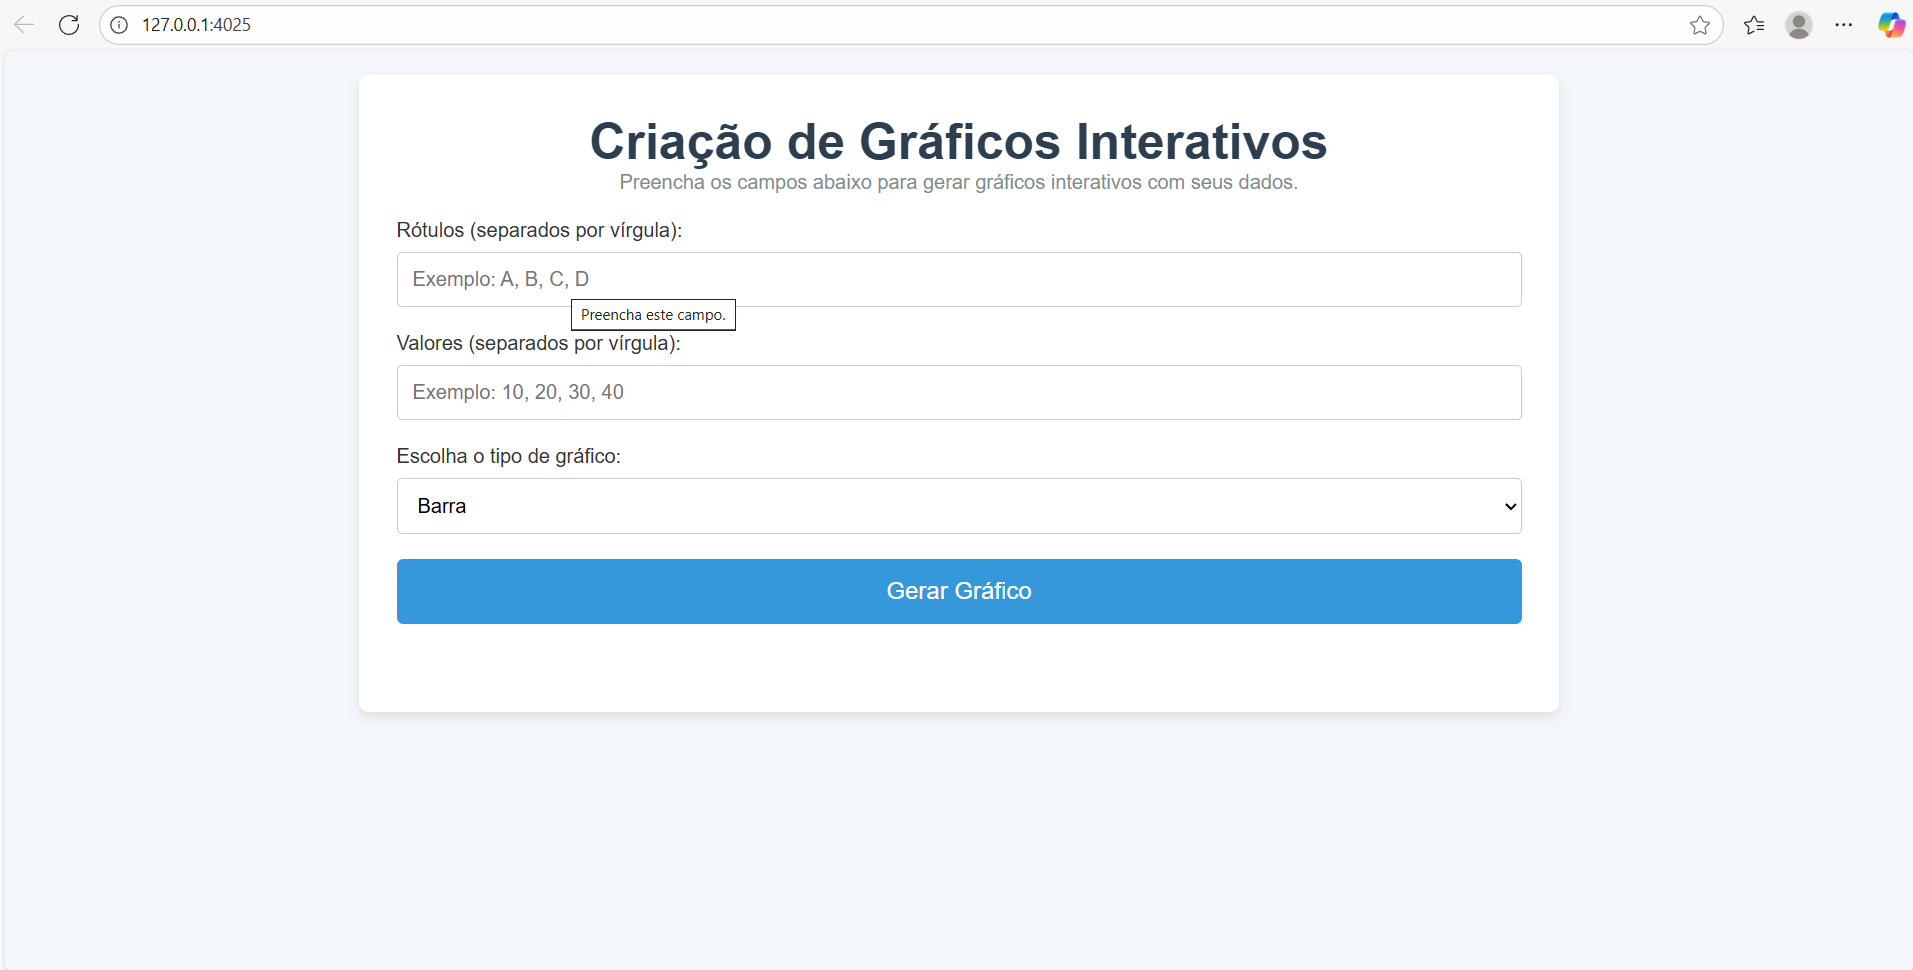 127.0.0.1:4025
Criação de Gráficos Interativos
Preencha os campos abaixo para gerar gráficos interativos com seus dados.
Rótulos (separados por vírgula):
Exemplo: A, B, C, D
Preencha este campo.
Valores (separados por vírgula):
Exemplo: 10, 20, 30, 40
Escolha o tipo de gráfico:
Barra
Gerar Gráfico